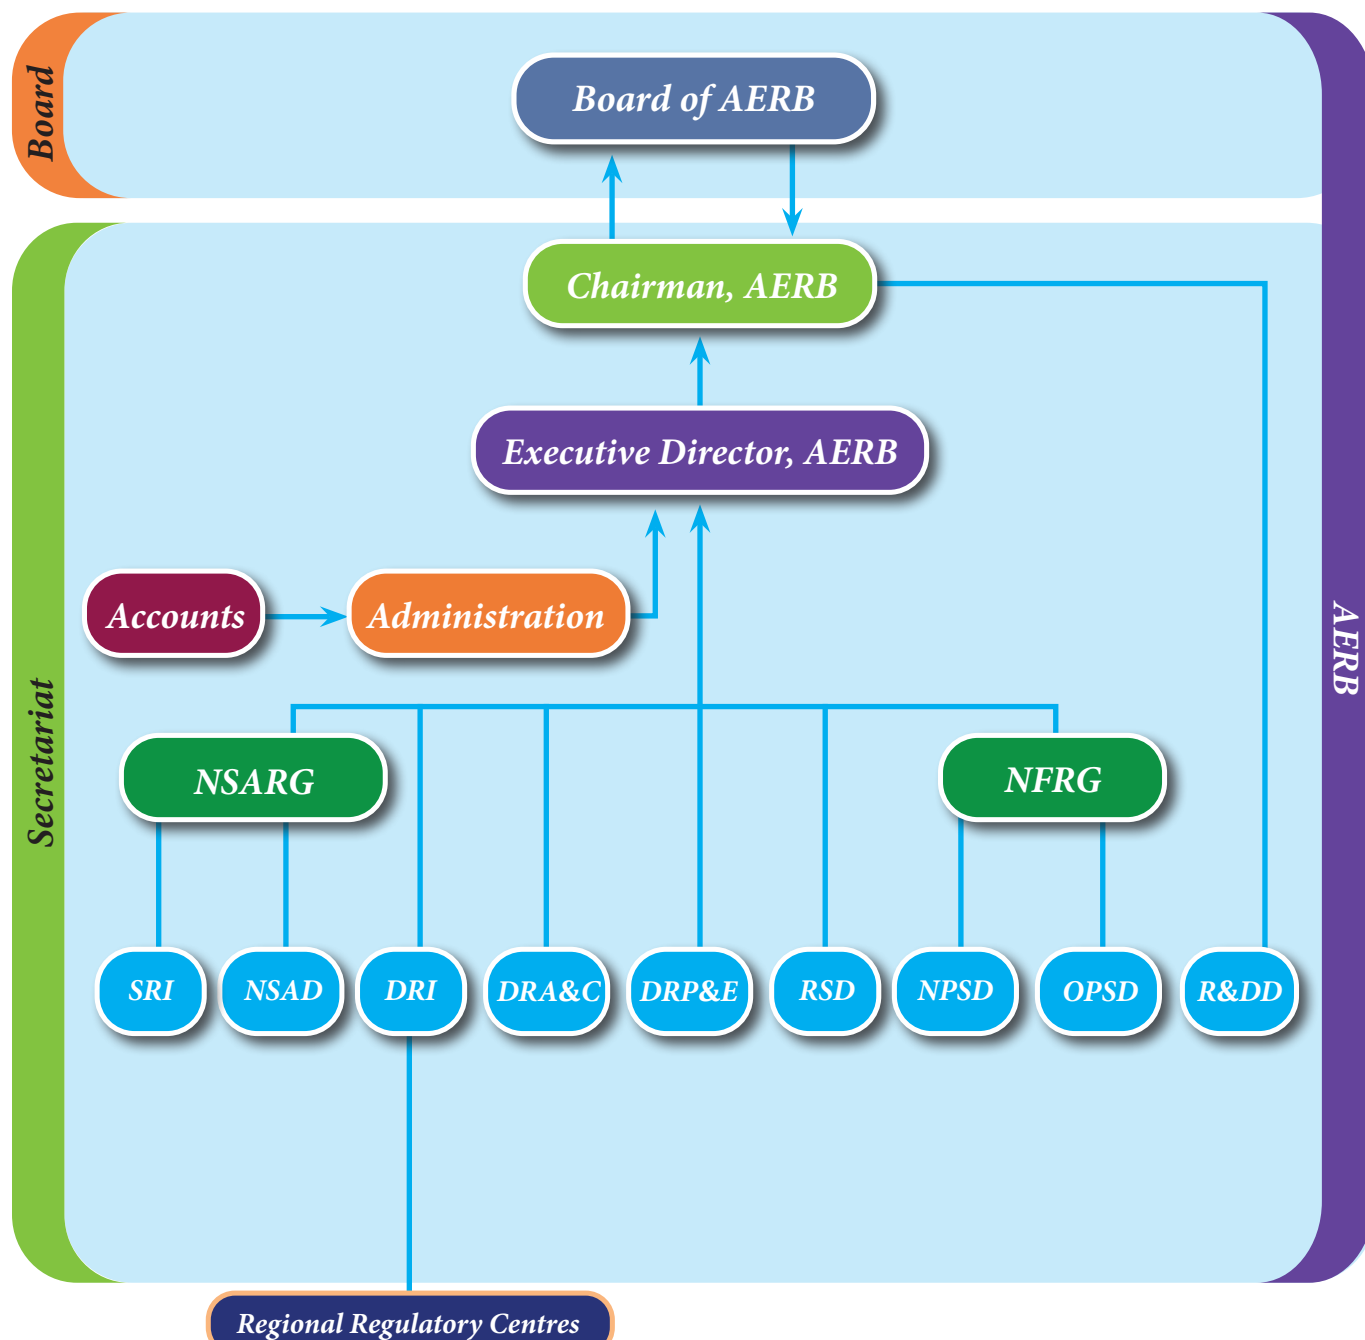 Board
Board of AERB
Chairman, AERB
Executive Director, AERB
Accounts
Administration
AERB
Secretariat
NSARG
NFRG
SRI
NSAD
DRI
DRA&C
DRP&E
RSD
NPSD
OPSD
R&DD
Regional Regulatory Centres